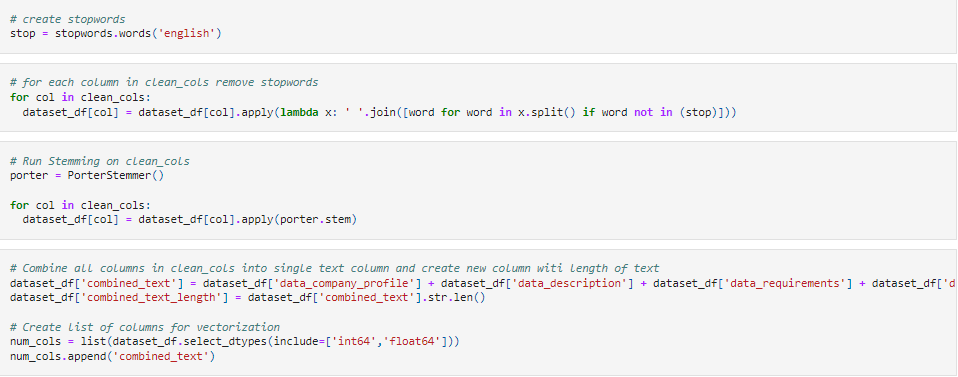 # create stopwords
stop = stopwords.words('english')
# for each column in clean_cols remove stopwords
for col in clean_cols:
  dataset_df[col] = dataset_df[col].apply(lambda x: ' '.join([word for word in x.split() if word not in (stop)]))
# Run Stemming on clean_cols
porter = PorterStemmer()
for col in clean_cols:
  dataset_df[col] = dataset_df[col].apply(porter.stem)
# Combine all columns in clean_cols into single text column and create new column witi length of text
dataset_df['combined_text'] = dataset_df['data_company_profile'] + dataset_df['data_description'] + dataset_df['data_requirements'] + dataset_df['d
dataset_df['combined_text_length'] = dataset_df['combined_text'].str.len()
# Create list of columns for vectorization
num_cols = list(dataset_df.select_dtypes(include=['int64','float64']))
num_cols.append('combined_text')